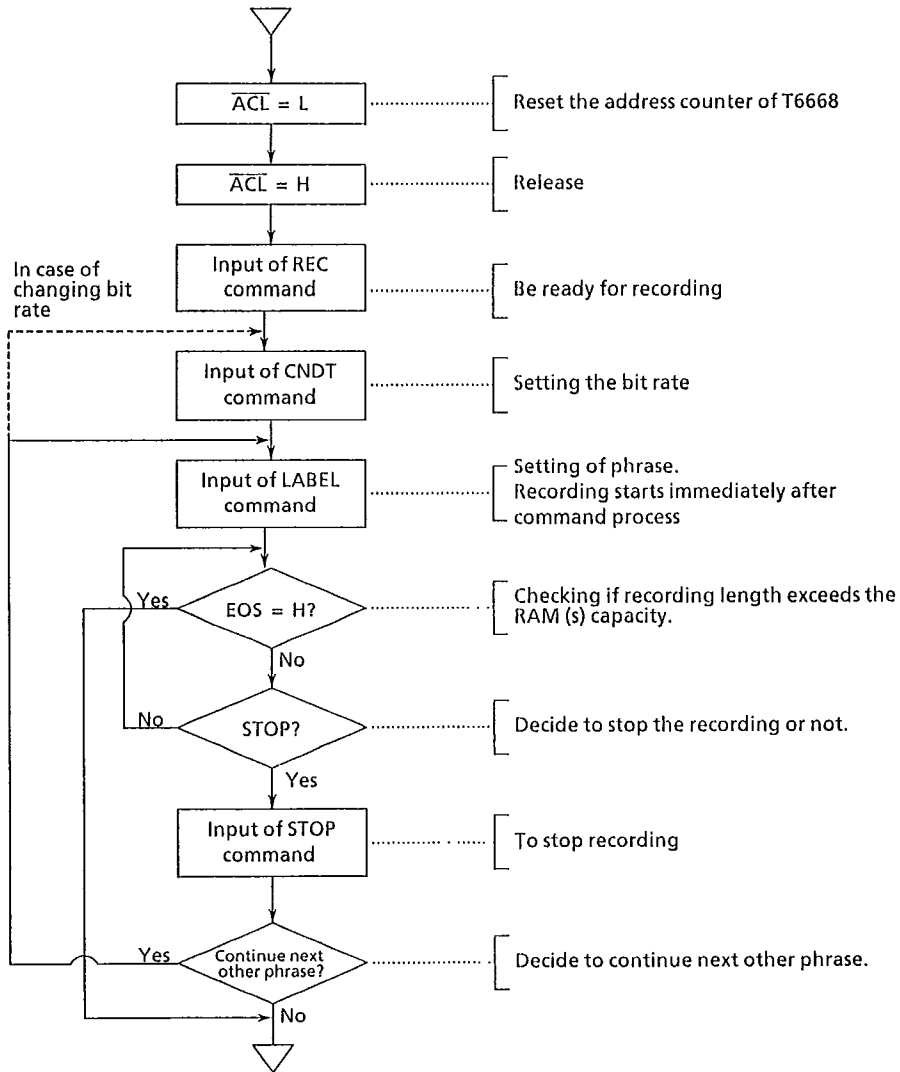 A̅C̅L̅ = L
Reset the address counter of T6668
A̅C̅L̅ = H
Release
Input of REC
command
Be ready for recording
In case of
changing bit
rate
Input of CNDT
command
Setting the bit rate
Input of LABEL
command
Setting of phrase.
Recording starts immediately after
command process
Yes
EOS = H?
Checking if recording length exceeds the
RAM (s) capacity.
No
No
STOP?
Decide to stop the recording or not.
Yes
Input of STOP
command
To stop recording
Yes
Continue next
other phrase?
Decide to continue next other phrase.
No